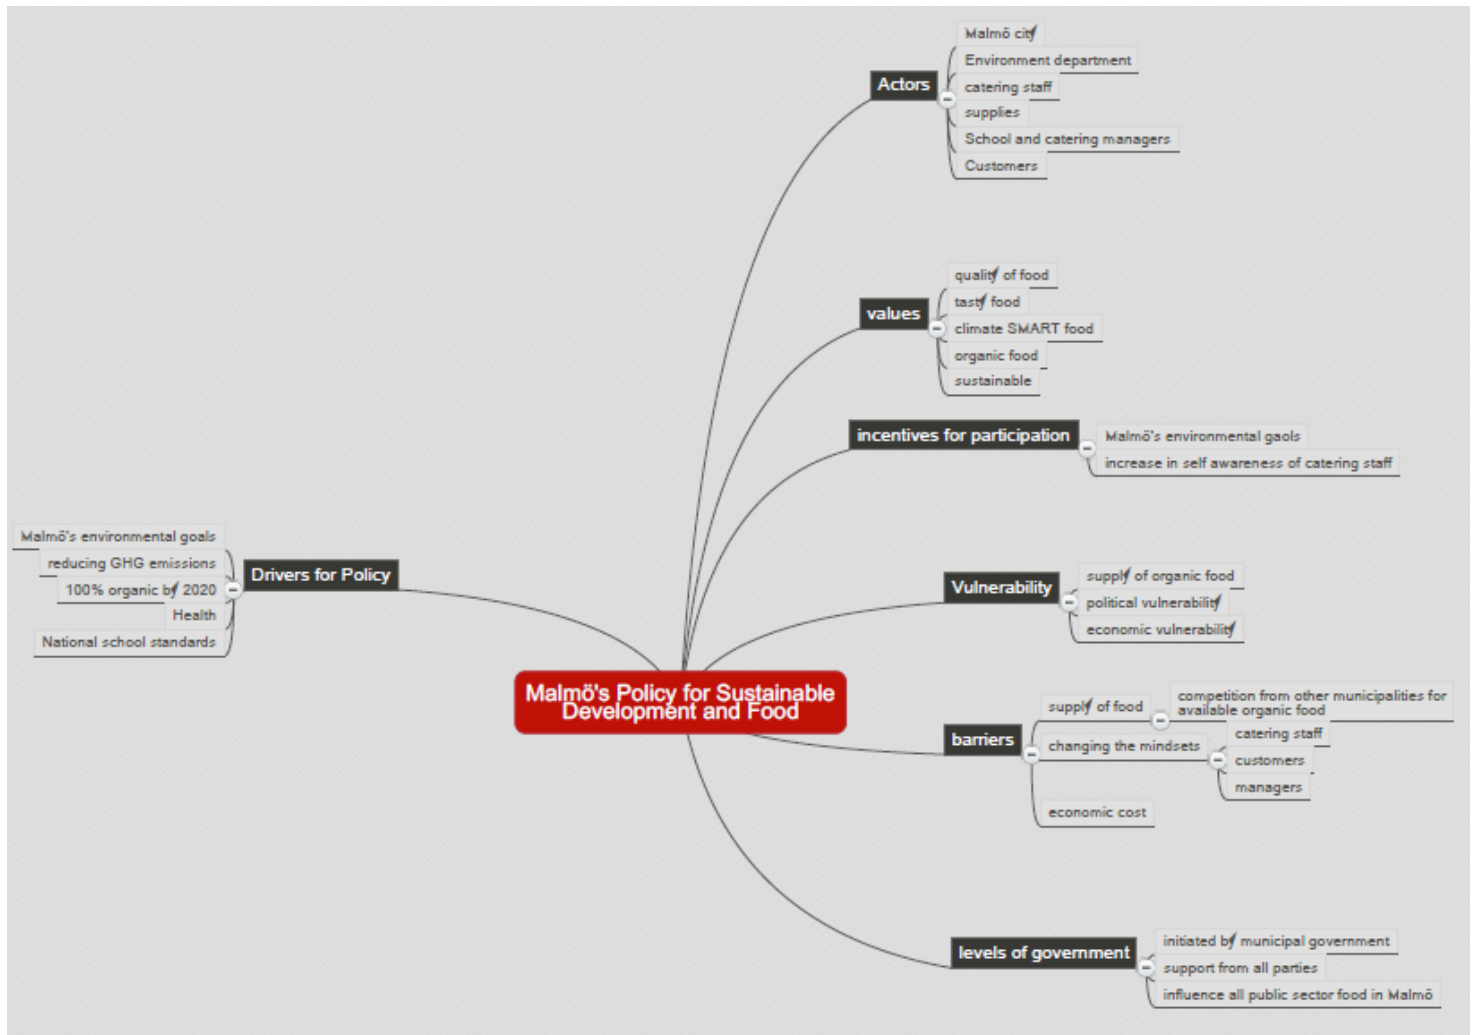 Malmö city
Environment department
Actors
catering staff
supplies
School and catering managers
Customers
quality of food
tasty food
values
climate SMART food
organic food
sustainable
incentives for participation
Malmö's environmental gaols
increase in self awareness of catering staff
Malmö's environmental goals
reducing GHG emissions
Drivers for Policy
100% organic by 2020
Health
National school standards
Vulnerability
supply of organic food
political vulnerability
economic vulnerability
Malmö's Policy for Sustainable
Development and Food
barriers
supply of food
competition from other municipalities for
available organic food
changing the mindsets
catering staff
customers
managers
economic cost
levels of government
initiated by municipal government
support from all parties
influence all public sector food in Malmö